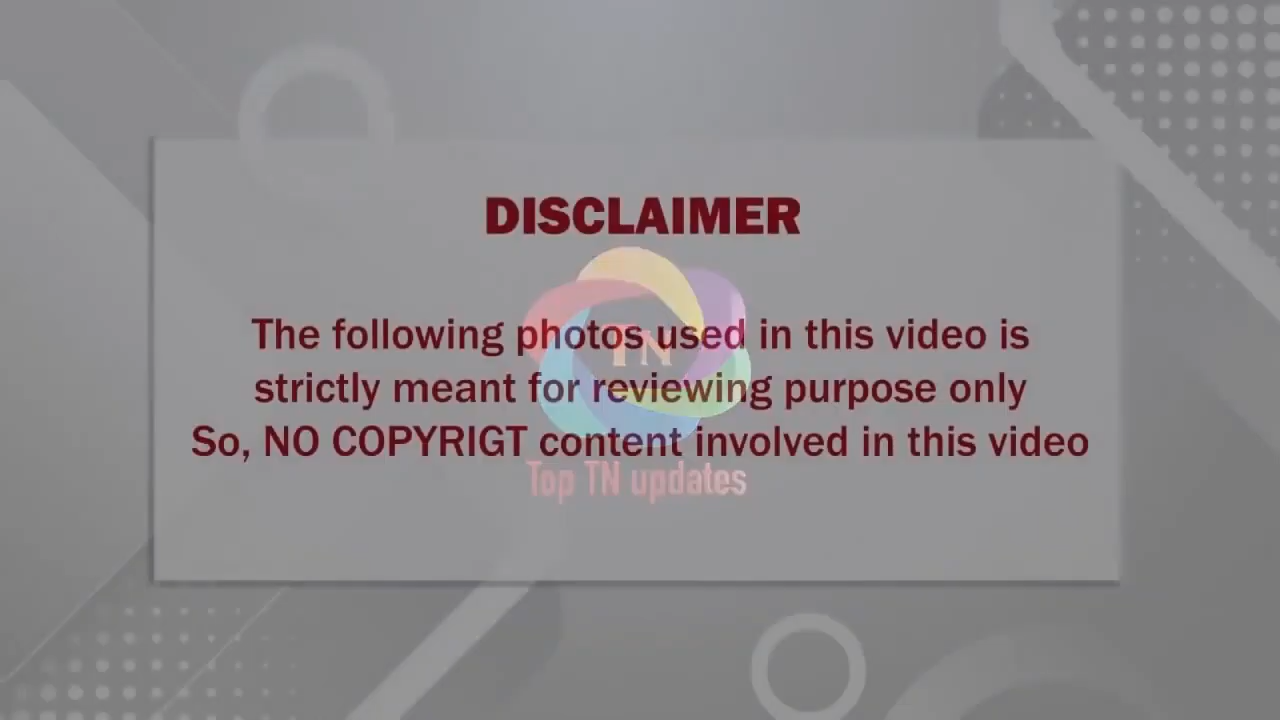 DISCLAIMER
The following photos used in this video is
TN
strictly meant for reviewing purpose only
So, NO COPYRIGT content involved in this video
Top TN updates